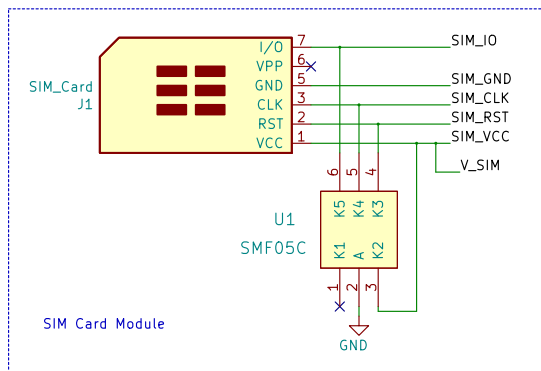 I/O 7 SIM_IO
VPP 6
SIM_Card GND 5 SIM_GND
J1 CLK 3 SIM_CLK
RST 2 SIM_RST
VCC 1 SIM_VCC
V_SIM
6 5 4
K5 K4 K3
U1
SMF05C
K1 A K2
1 2 3
SIM Card Module
GND